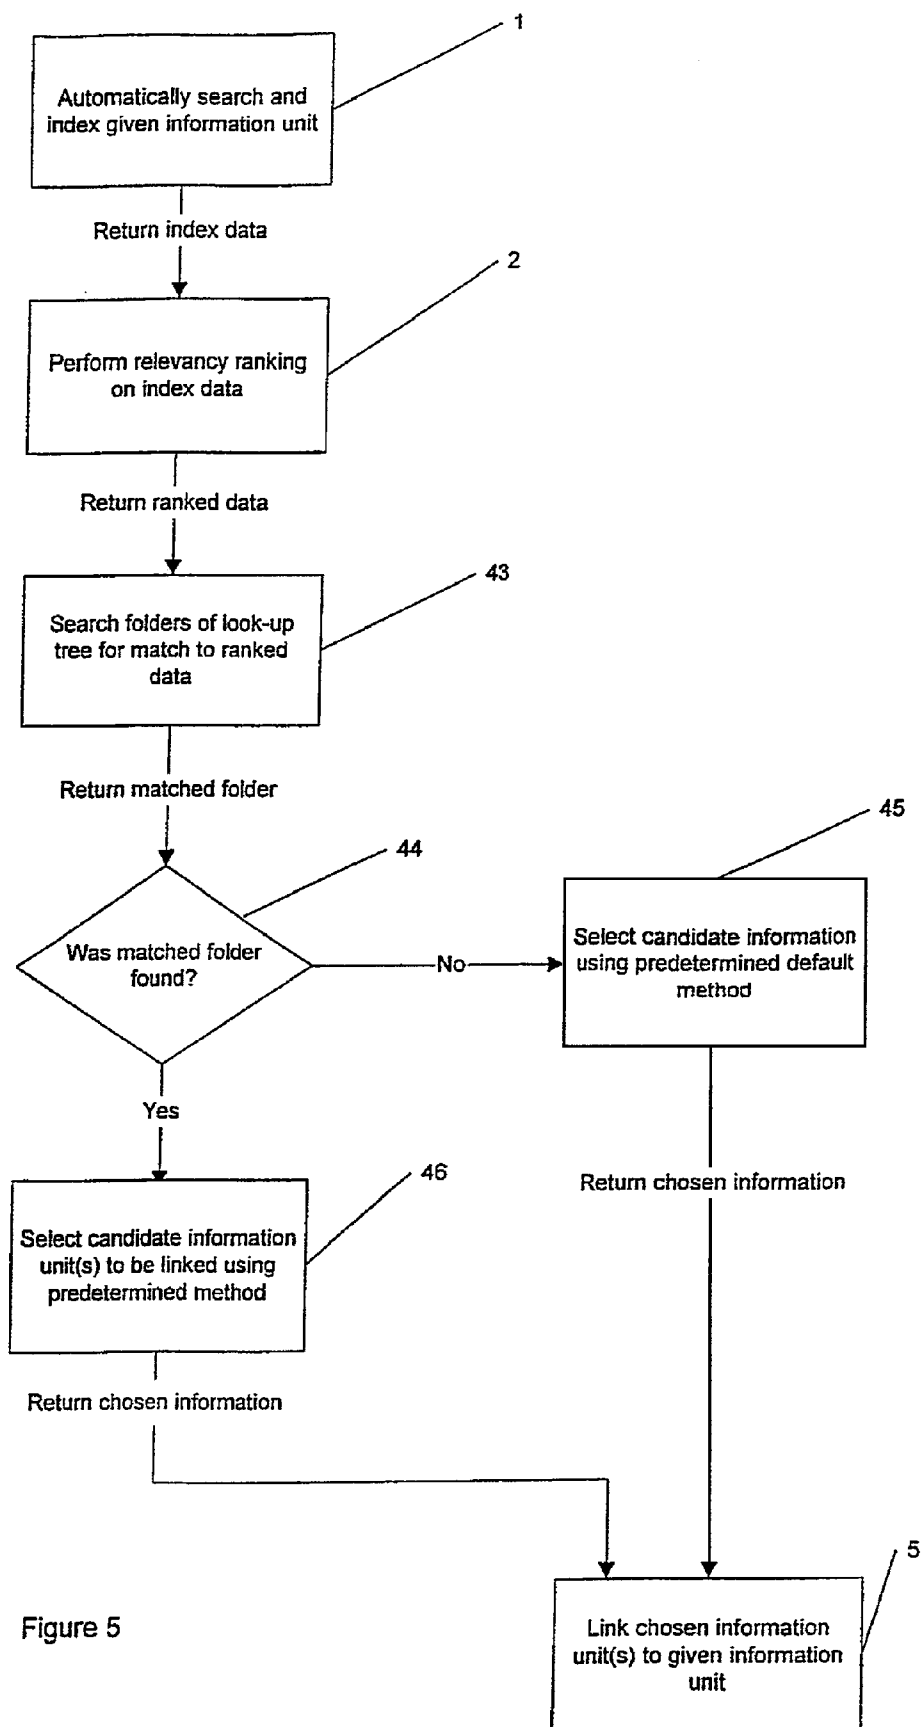 1
Automatically search and
index given information unit
Return index data
2
Perform relevancy ranking
on index data
Return ranked data
43
Search folders of look-up
tree for match to ranked
data
Return matched folder
44
45
Was matched folder
found?
No
Select candidate information
using predetermined default
method
Yes
46
Return chosen information
Select candidate information
unit(s) to be linked using
predetermined method
Return chosen information
5
Figure 5
Link chosen information
unit(s) to given information
unit